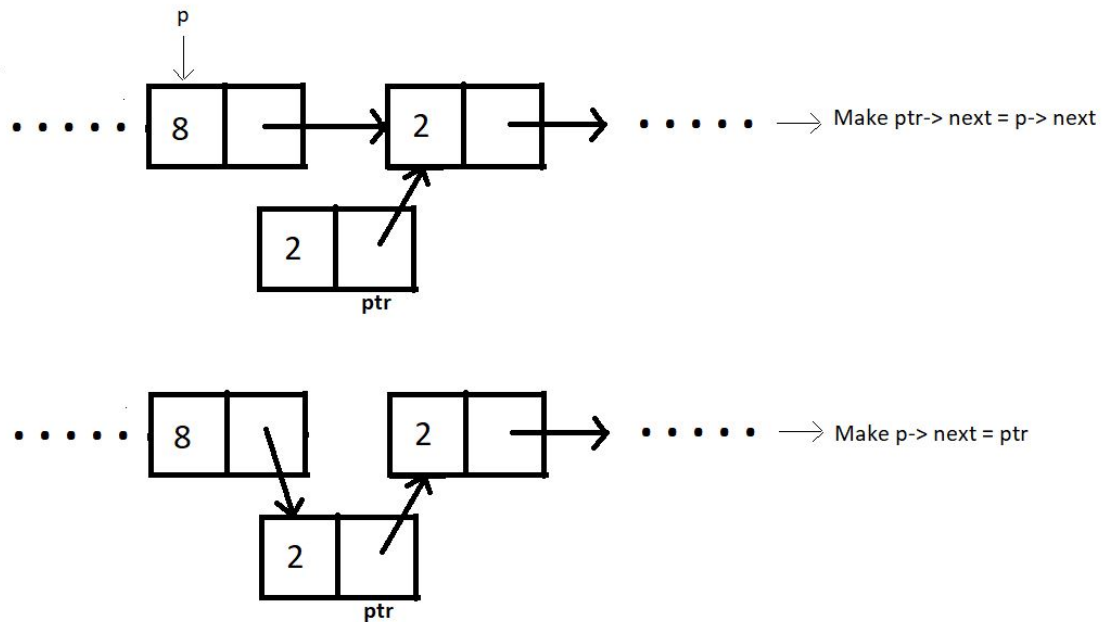 p
8
2
Make ptr-> next = p-> next
2
ptr
8
2
Make p-> next = ptr
2
ptr